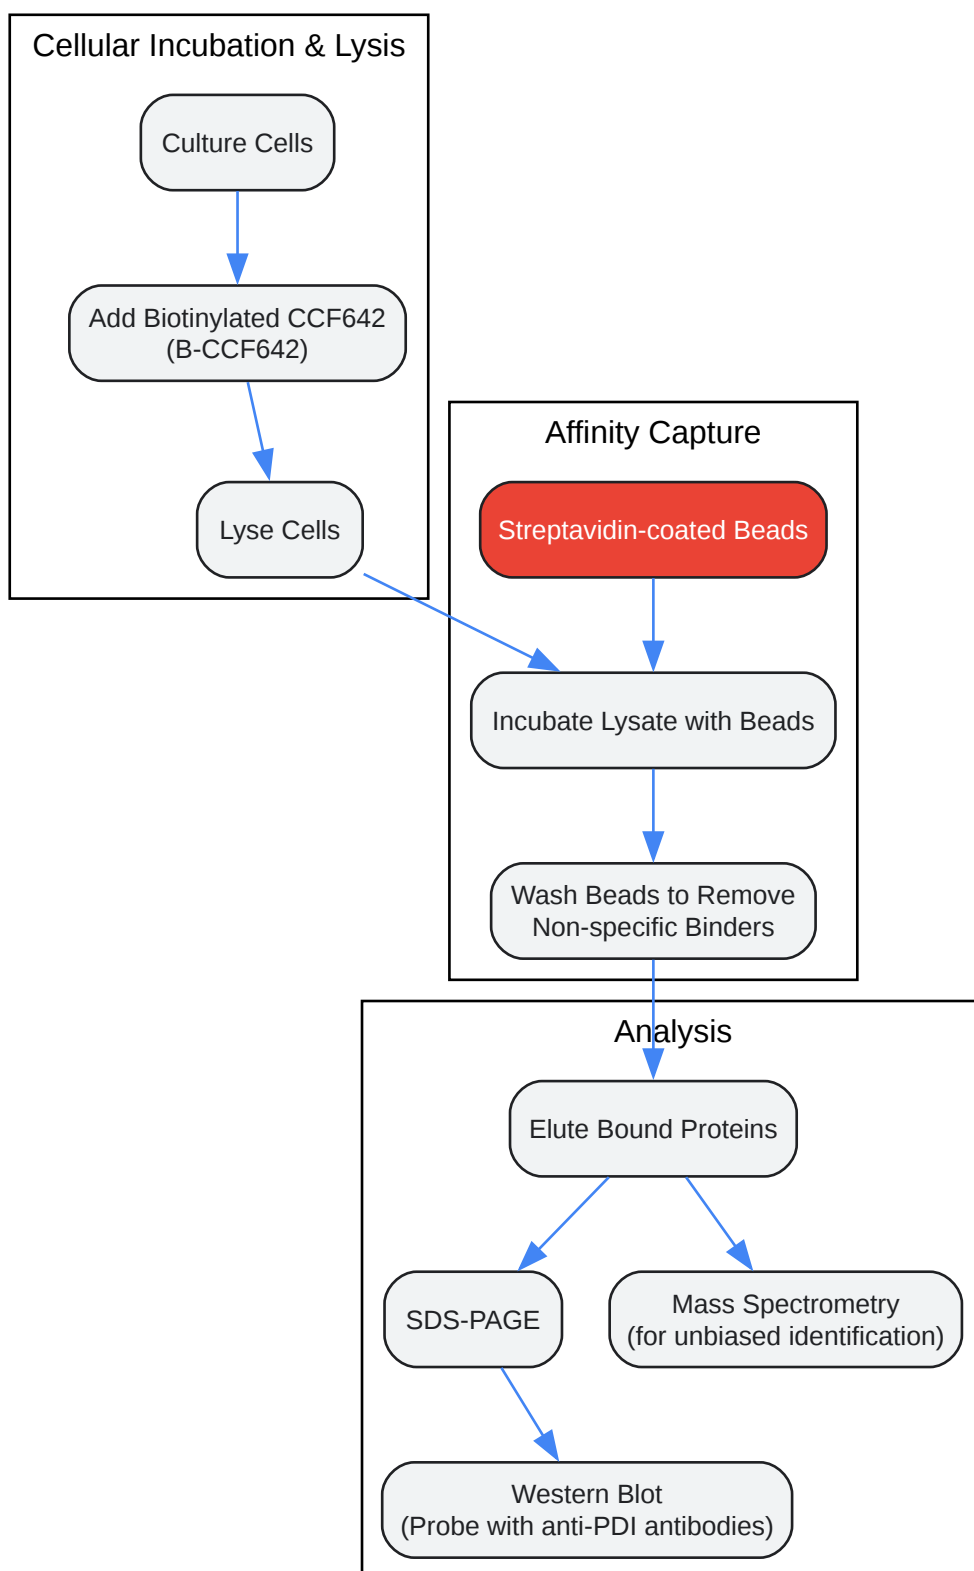 Cellular Incubation & Lysis
Culture Cells
Add Biotinylated CCF642
(B-CCF642)
Lyse Cells
Affinity Capture
Streptavidin-coated Beads
Incubate Lysate with Beads
Wash Beads to Remove
Non-specific Binders
Analysis
Elute Bound Proteins
SDS-PAGE
Mass Spectrometry
(for unbiased identification)
Western Blot
(Probe with anti-PDI antibodies)